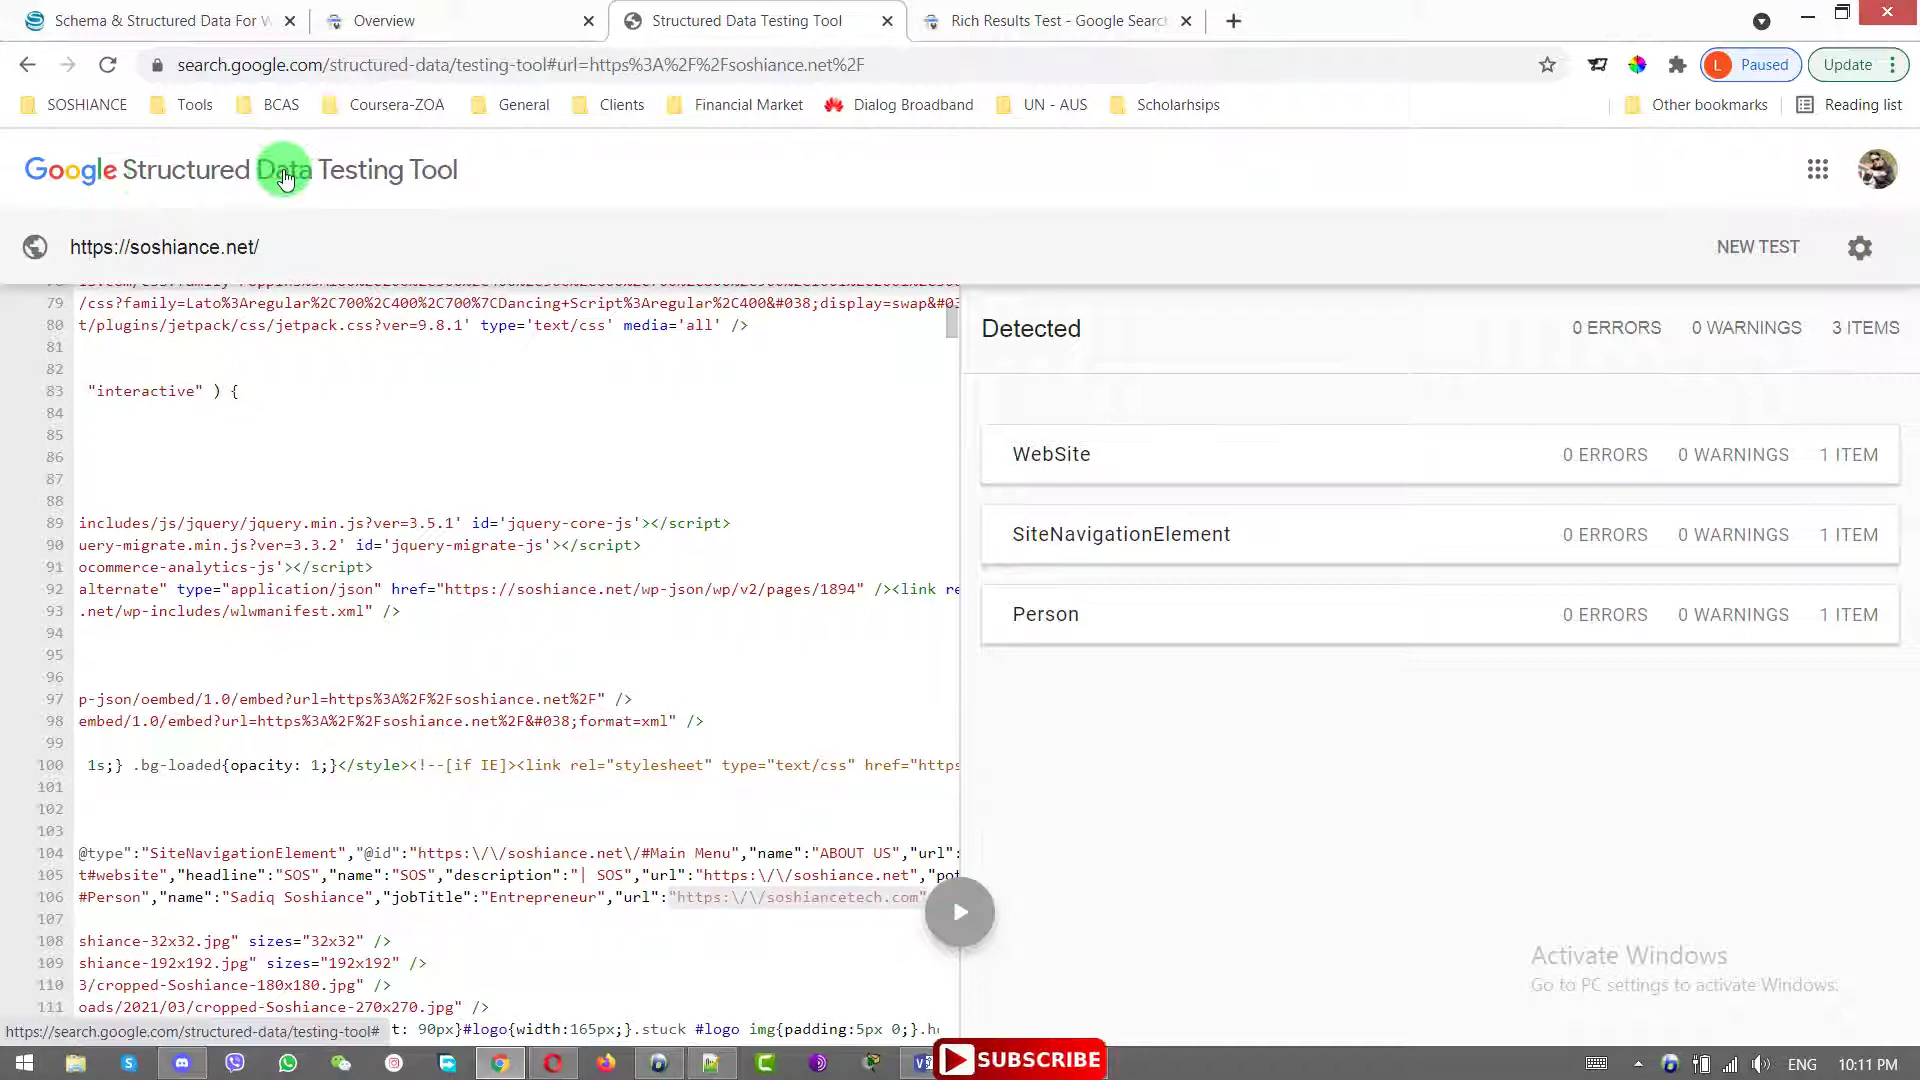 Schema & Structured Data For W
Overview
Structured Data Testing Tool
Rich Results Test - Google Search
search.google.com/structured-data/testing-tool#url=https%3A%2F%2Fsoshiance.net%2F
L Paused
Update
SOSHIANCE
Tools
BCAS
Coursera-ZOA
General
Clients
Financial Market
Dialog Broadband
UN - AUS
Scholarhsips
Other bookmarks
Reading list
Google Structured Data Testing Tool
https://soshiance.net/
NEW TEST
79 /css?family=Lato%3Aregular%2C700%2C400%2C700%7CDancing+Script%3Aregular%2C400&#038;display=swap&#0
80 t/plugins/jetpack/css/jetpack.css?ver=9.8.1' type='text/css' media='all' />
81
82
83 "interactive" ) {
84
85
86
87
88
89 includes/js/jquery/jquery.min.js?ver=3.5.1' id='jquery-core-js'></script>
90 uery-migrate.min.js?ver=3.3.2' id='jquery-migrate-js'></script>
91 ocommerce-analytics-js'></script>
92 alternate" type="application/json" href="https://soshiance.net/wp-json/wp/v2/pages/1894" /><link re
93 .net/wp-includes/wlwmanifest.xml" />
94
95
96
97 p-json/oembed/1.0/embed?url=https%3A%2F%2Fsoshiance.net%2F" />
98 embed/1.0/embed?url=https%3A%2F%2Fsoshiance.net%2F&#038;format=xml" />
99
100 1s;} .bg-loaded{opacity: 1;}</style><!--[if IE]><link rel="stylesheet" type="text/css" href="https
101
102
103
104 @type":"SiteNavigationElement","@id":"https:\/\/soshiance.net\/#Main Menu","name":"ABOUT US","url":
105 t#website","headline":"SOS","name":"SOS","description":"| SOS","url":"https:\/\/soshiance.net","pot
106 #Person","name":"Sadiq Soshiance","jobTitle":"Entrepreneur","url":"https:\/\/soshiancetech.com"
107
108 shiance-32x32.jpg" sizes="32x32" />
109 shiance-192x192.jpg" sizes="192x192" />
110 3/cropped-Soshiance-180x180.jpg" />
111 oads/2021/03/cropped-Soshiance-270x270.jpg" />
t: 90px}#logo{width:165px;}.stuck #logo img{padding:5px 0;}.h
https://search.google.com/structured-data/testing-tool#
Detected 0 ERRORS 0 WARNINGS 3 ITEMS
WebSite 0 ERRORS 0 WARNINGS 1 ITEM
SiteNavigationElement 0 ERRORS 0 WARNINGS 1 ITEM
Person 0 ERRORS 0 WARNINGS 1 ITEM
Activate Windows
Go to PC settings to activate Windows.
SUBSCRIBE
ENG
10:11 PM